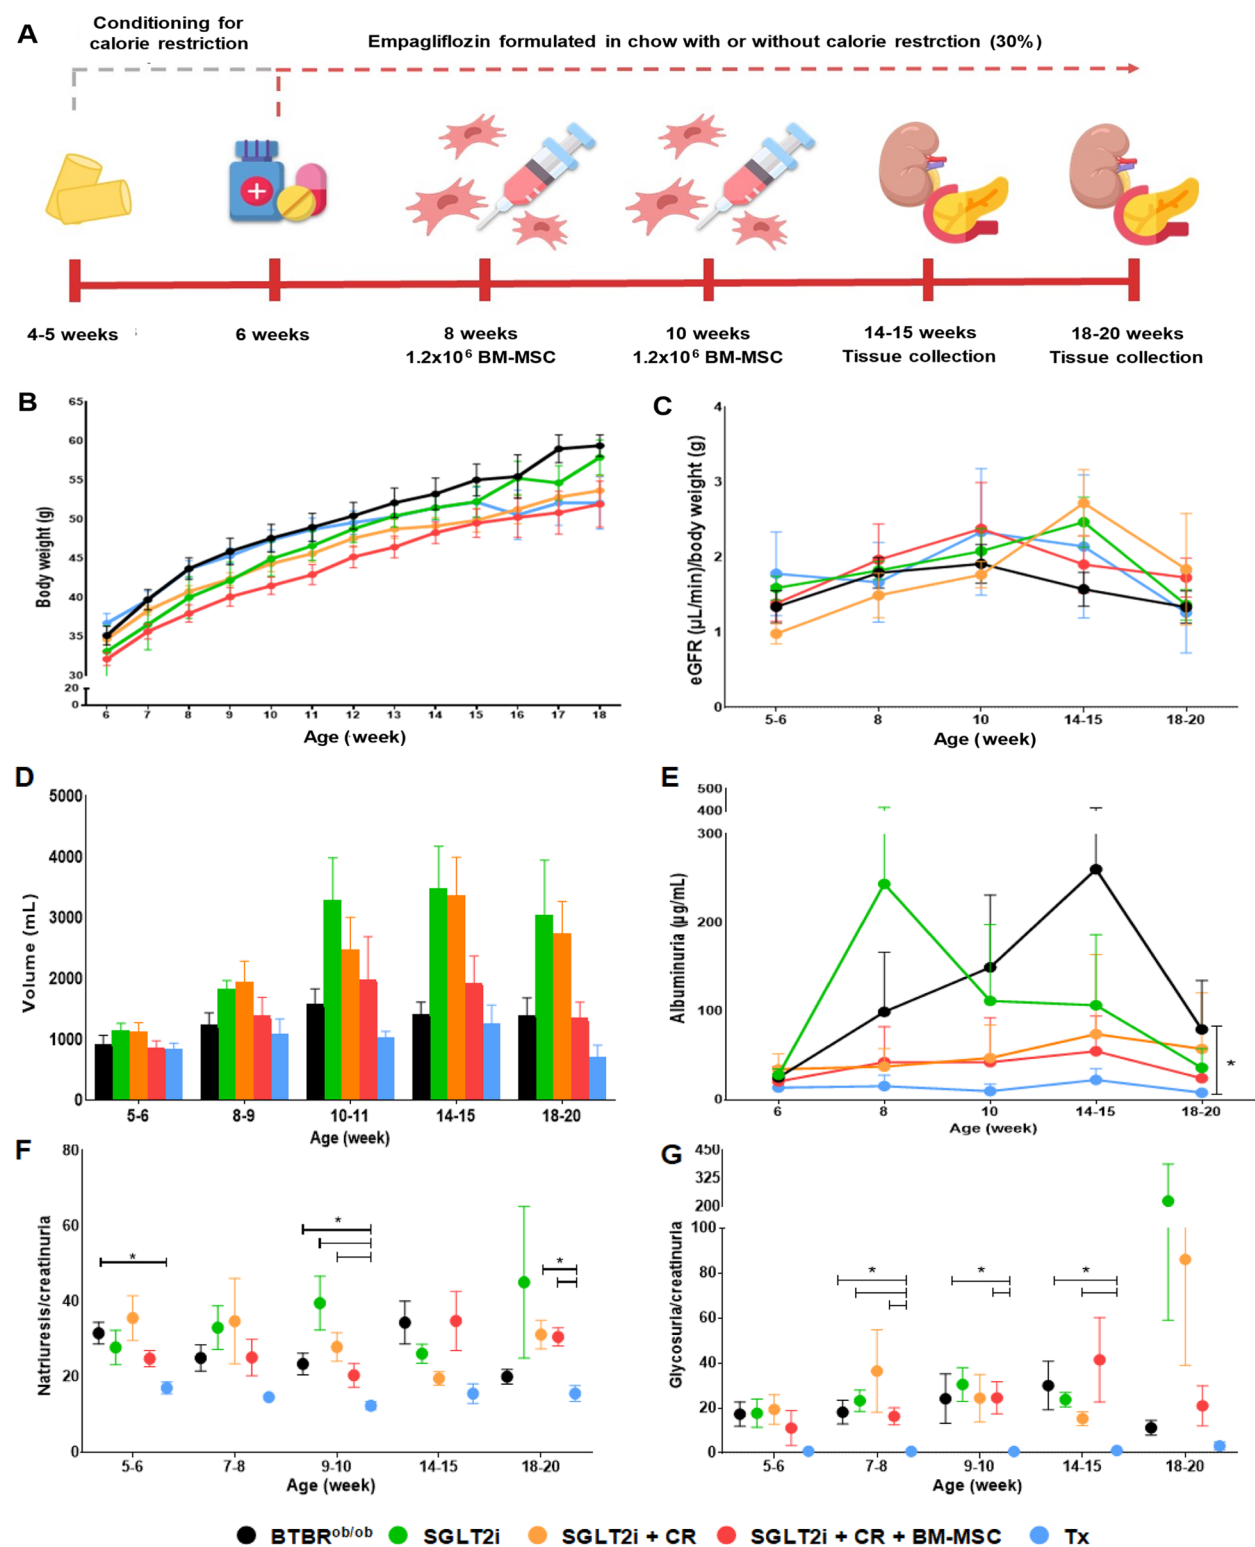 A
Conditioning for
calorie restriction
Empagliflozin formulated in chow with or without calorie restrction (30%)
4-5 weeks
6 weeks
8 weeks
1.2x10⁶ BM-MSC
10 weeks
1.2x10⁶ BM-MSC
14-15 weeks
Tissue collection
18-20 weeks
Tissue collection
B
Body weight (g)
65
60
55
50
45
40
35
30
20
0
6 7 8 9 10 11 12 13 14 15 16 17 18
Age (week)
C
eGFR (µL/min)/body weight (g)
4
3
2
1
0
5-6 8 10 14-15 18-20
Age (week)
D
Volume (mL)
5000
4000
3000
2000
1000
0
5-6 8-9 10-11 14-15 18-20
Age (week)
E
Albuminuria (µg/mL)
500
400
300
200
100
0
*
6 8 10 14-15 18-20
Age (week)
F
Natriuresis/creatinuria
80
60
40
20
0
* * *
5-6 7-8 9-10 14-15 18-20
Age (week)
G
Glycosuria/creatinuria
450
325
200
100
80
60
40
20
0
* * *
5-6 7-8 9-10 14-15 18-20
Age (week)
BTBRob/ob SGLT2i SGLT2i + CR SGLT2i + CR + BM-MSC Tx